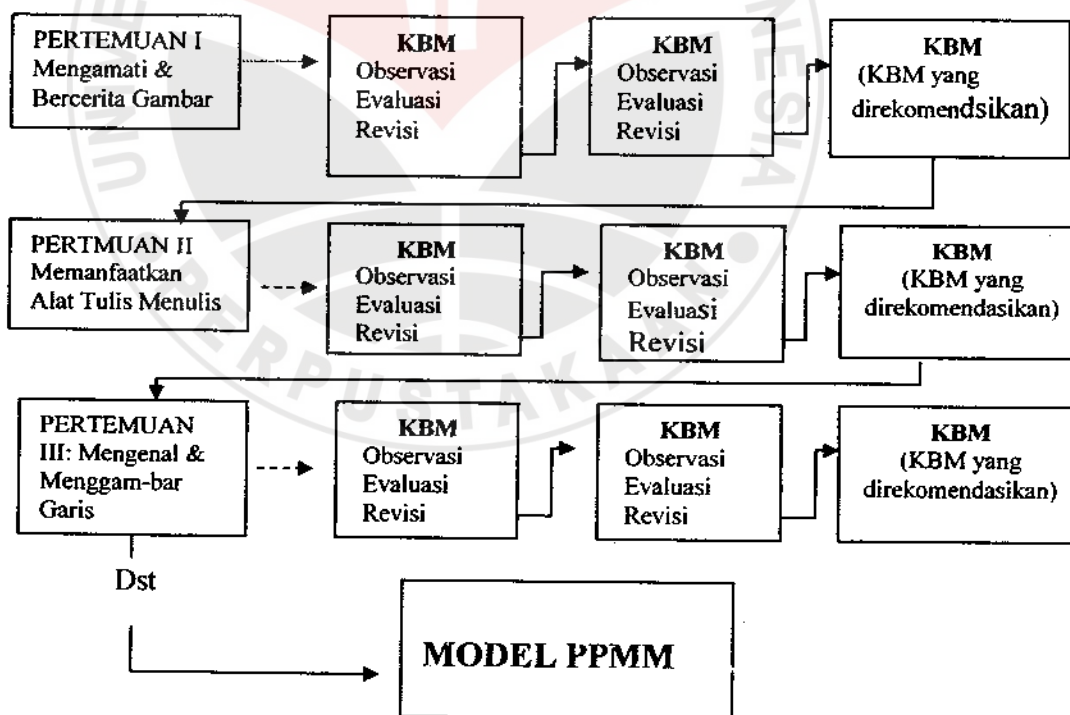 PERTEMUAN I
Mengamati &
Bercerita Gambar
KBM
Observasi
Evaluasi
Revisi
KBM
Observasi
Evaluasi
Revisi
KBM
(KBM yang
direkomendsikan)
PERTMUAN II
Memanfaatkan
Alat Tulis Menulis
KBM
Observasi
Evaluasi
Revisi
KBM
Observasi
Evaluasi
Revisi
KBM
(KBM yang
direkomendasikan)
PERTEMUAN
III: Mengenal &
Menggam-bar
Garis
KBM
Observasi
Evaluasi
Revisi
KBM
Observasi
Evaluasi
Revisi
KBM
(KBM yang
direkomendasikan)
Dst
MODEL PPMM
PERPUSTAKAAN
NESIA